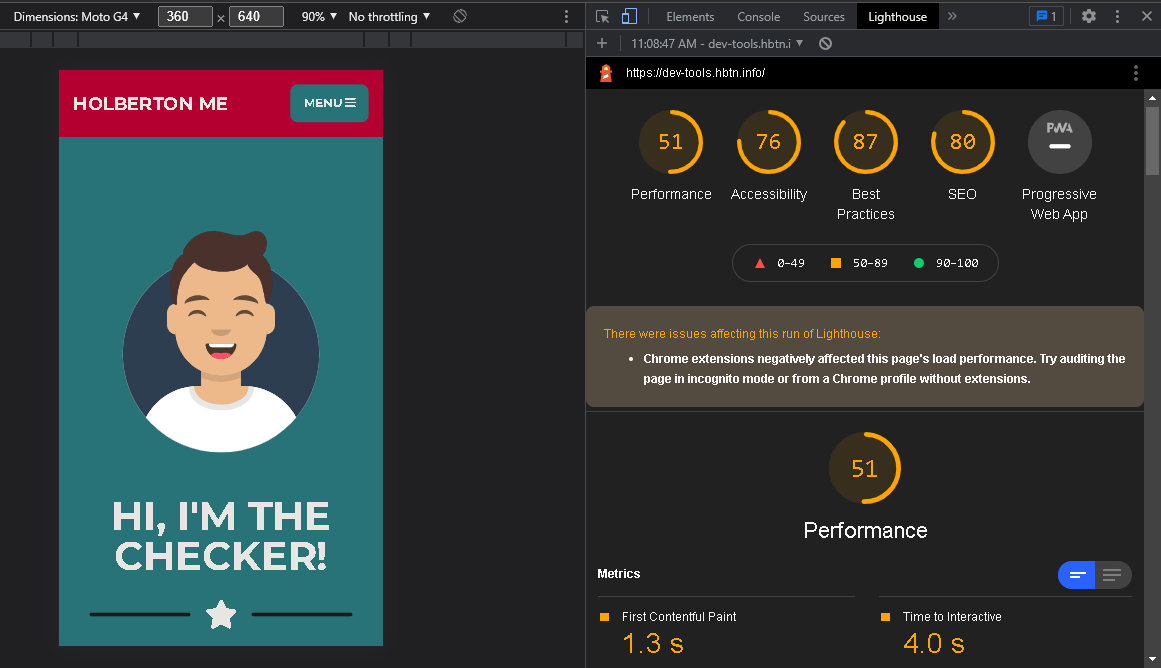 Dimensions: Moto G4 ▼ 360 × 640 90% ▼ No throttling ▼
Elements Console Sources Lighthouse » 1
+ 11:08:47 AM - dev-tools.hbtn.i ▼
https://dev-tools.hbtn.info/
HOLBERTON ME
MENU
HI, I'M THE
CHECKER!
51 76 87 80 PWA
Performance Accessibility Best SEO Progressive
Practices Web App
0–49 50–89 90–100
There were issues affecting this run of Lighthouse:
• Chrome extensions negatively affected this page's load performance. Try auditing the
page in incognito mode or from a Chrome profile without extensions.
51
Performance
Metrics
First Contentful Paint Time to Interactive
1.3 s 4.0 s